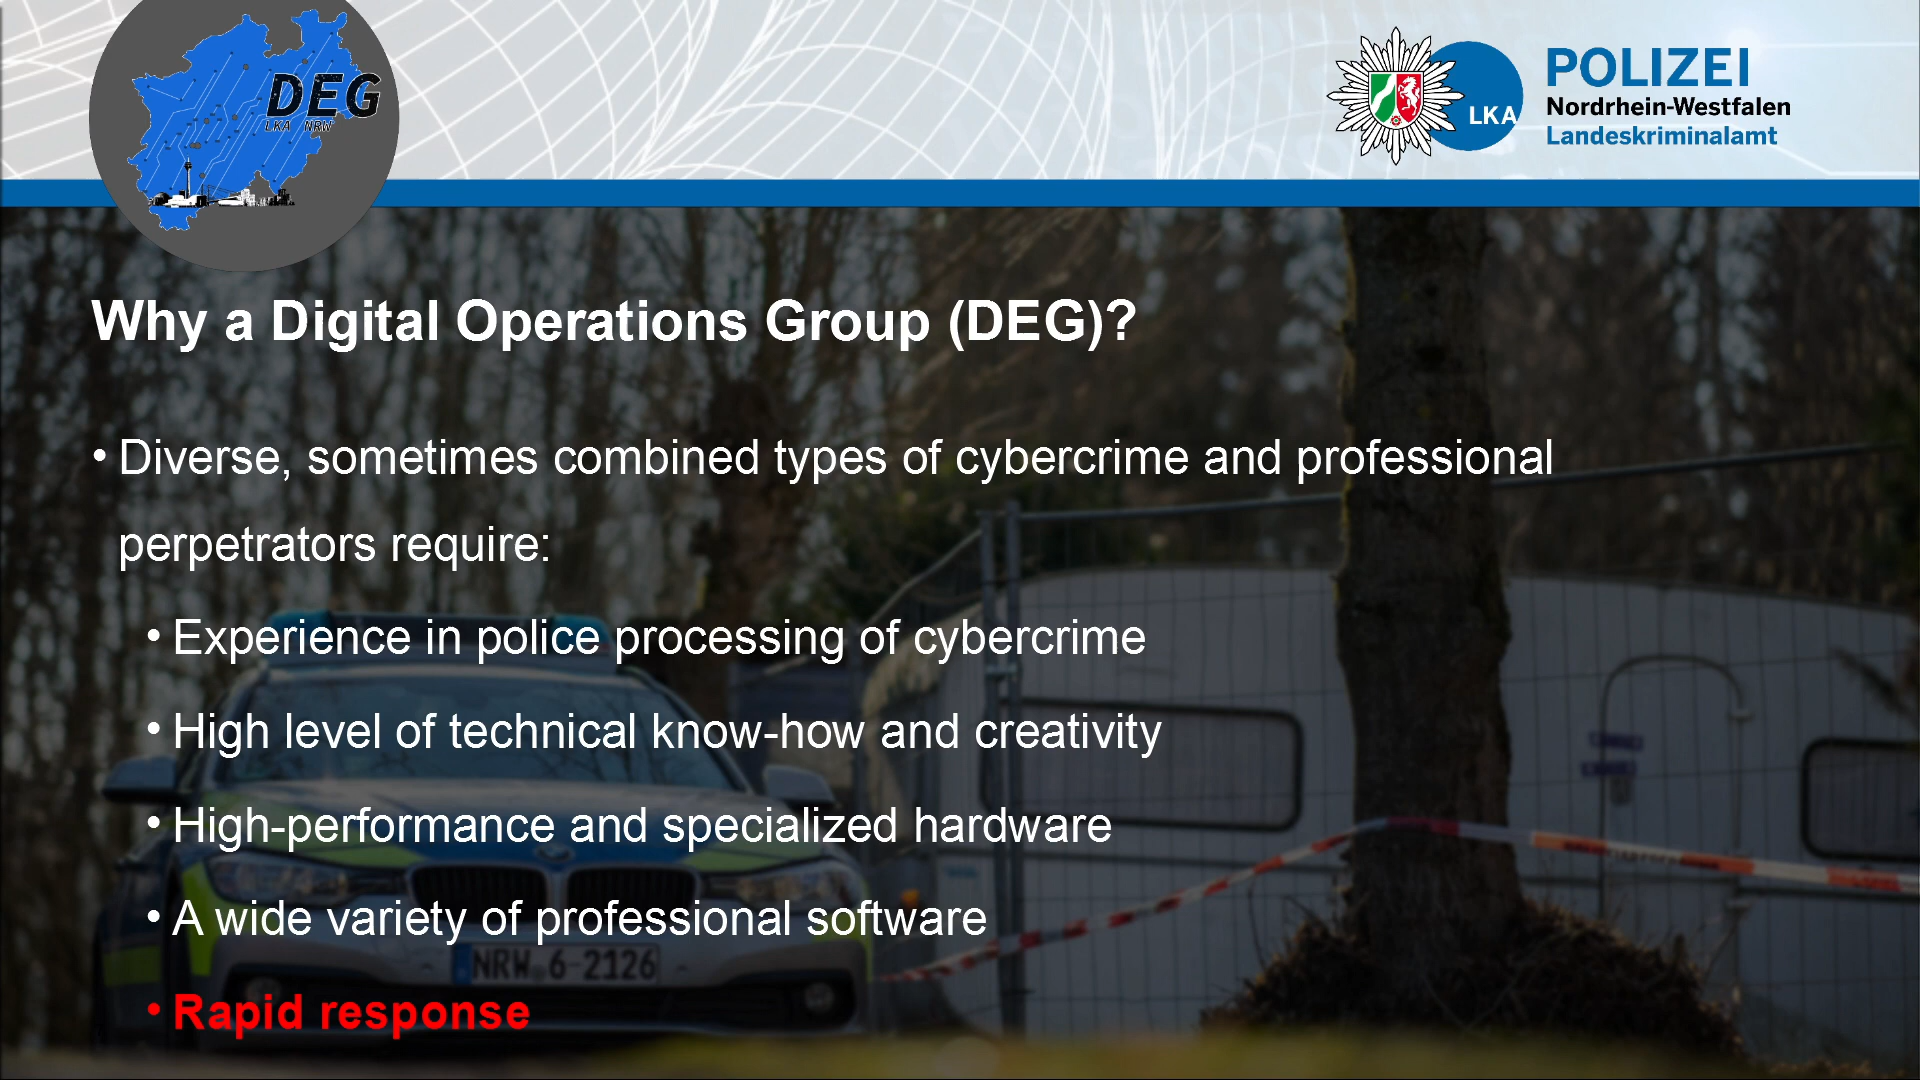 DEG
LKA NRW
LKA
POLIZEI
Nordrhein-Westfalen
Landeskriminalamt
Why a Digital Operations Group (DEG)?
• Diverse, sometimes combined types of cybercrime and professional
perpetrators require:
• Experience in police processing of cybercrime
• High level of technical know-how and creativity
• High-performance and specialized hardware
• A wide variety of professional software
NRW 6-2126
• Rapid response